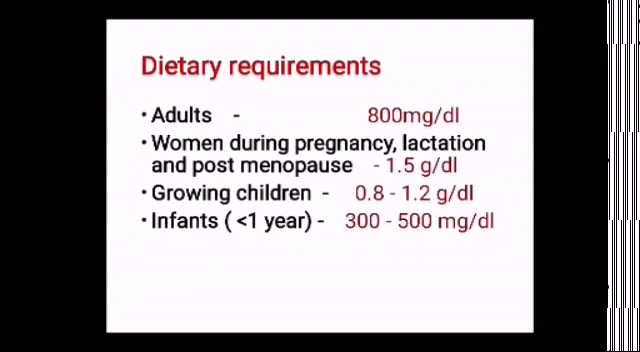 Dietary requirements
• Adults - 800mg/dl
• Women during pregnancy, lactation
and post menopause - 1.5 g/dl
• Growing children - 0.8 - 1.2 g/dl
• Infants ( <1 year) - 300 - 500 mg/dl